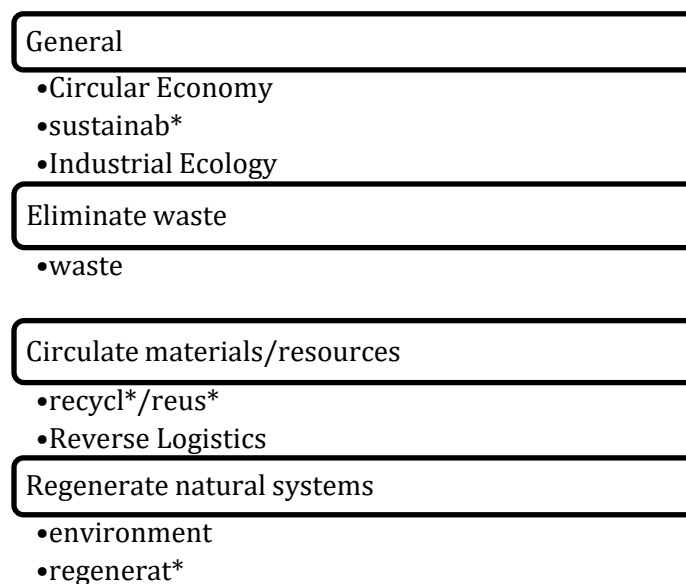 General
•Circular Economy
•sustainab*
•Industrial Ecology
Eliminate waste
•waste
Circulate materials/resources
•recycl*/reus*
•Reverse Logistics
Regenerate natural systems
•environment
•regenerat*